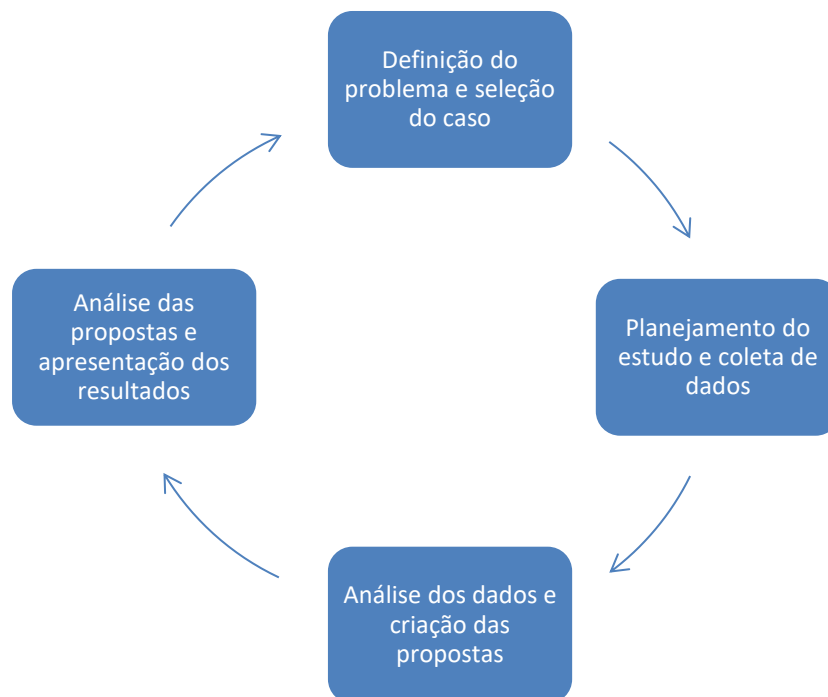 Definição do
problema e seleção
do caso
Planejamento do
estudo e coleta de
dados
Análise dos dados e
criação das
propostas
Análise das
propostas e
apresentação dos
resultados